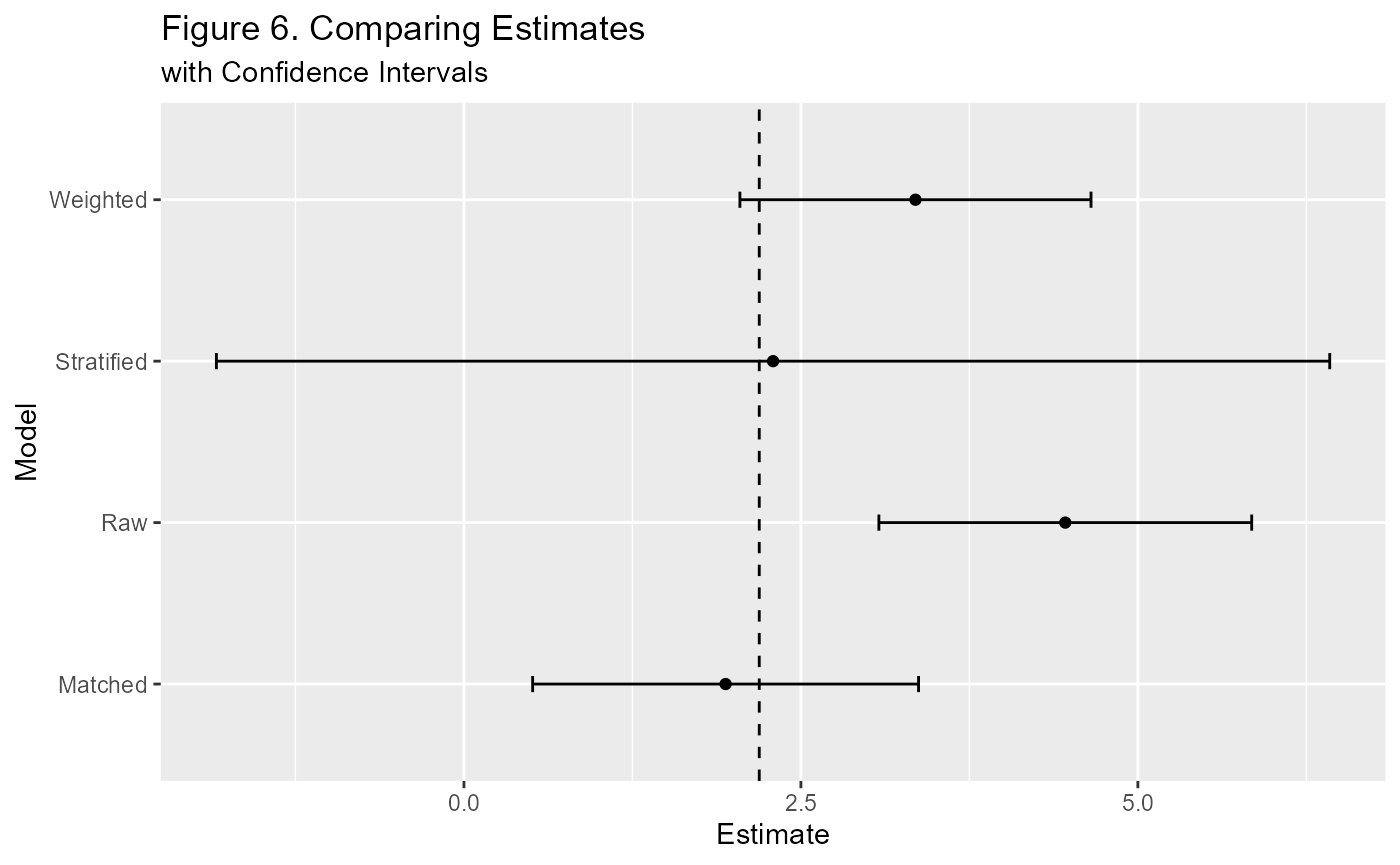 Figure 6. Comparing Estimates
with Confidence Intervals
Weighted
Stratified
Raw
Matched
Model
0.0 2.5 5.0
Estimate